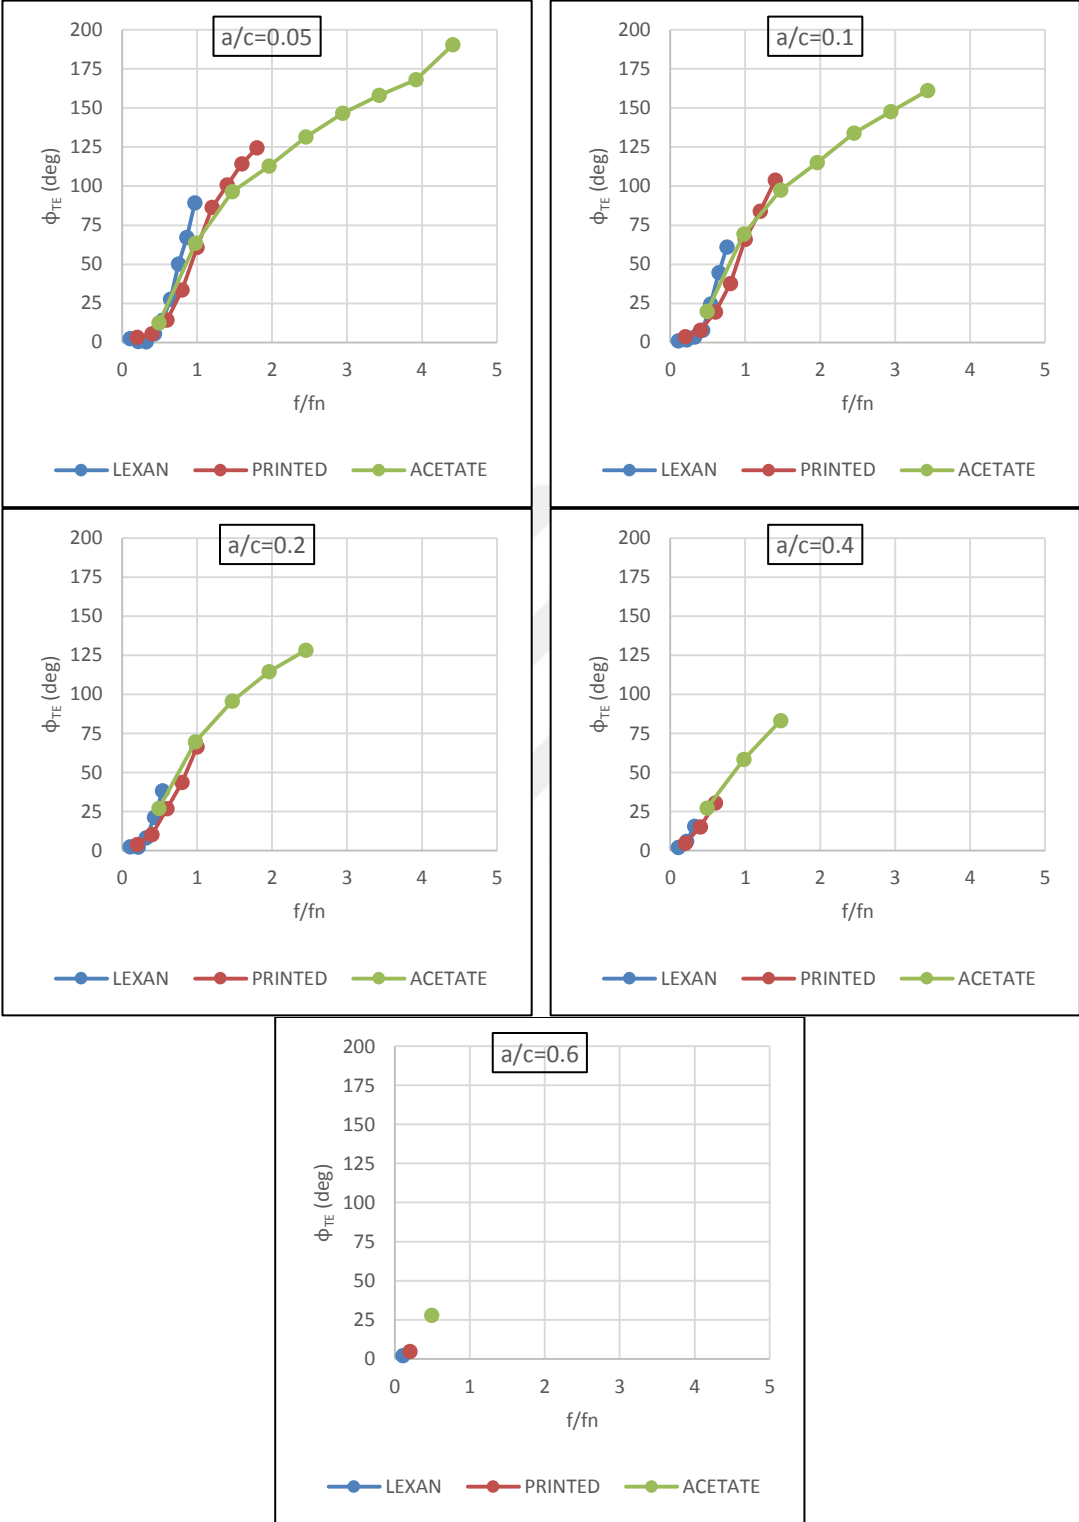 a/c=0.05
200
175
150
125
100
75
50
25
0
ϕTE (deg)
0 1 2 3 4 5
f/fn
LEXAN PRINTED ACETATE
a/c=0.1
200
175
150
125
100
75
50
25
0
ϕTE (deg)
0 1 2 3 4 5
f/fn
LEXAN PRINTED ACETATE
a/c=0.2
200
175
150
125
100
75
50
25
0
ϕTE (deg)
0 1 2 3 4 5
f/fn
LEXAN PRINTED ACETATE
a/c=0.4
200
175
150
125
100
75
50
25
0
ϕTE (deg)
0 1 2 3 4 5
f/fn
LEXAN PRINTED ACETATE
a/c=0.6
200
175
150
125
100
75
50
25
0
ϕTE (deg)
0 1 2 3 4 5
f/fn
LEXAN PRINTED ACETATE